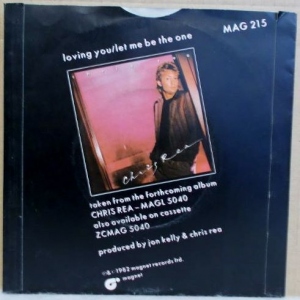 loving you/let me be the one
MAG 215
Chris Rea
taken from the forthcoming album
CHRIS REA – MAGL 5040
also available on cassette
ZCMAG 5040
produced by jon kelly & chris rea
℗&© 1982 magnet records ltd.
magnet